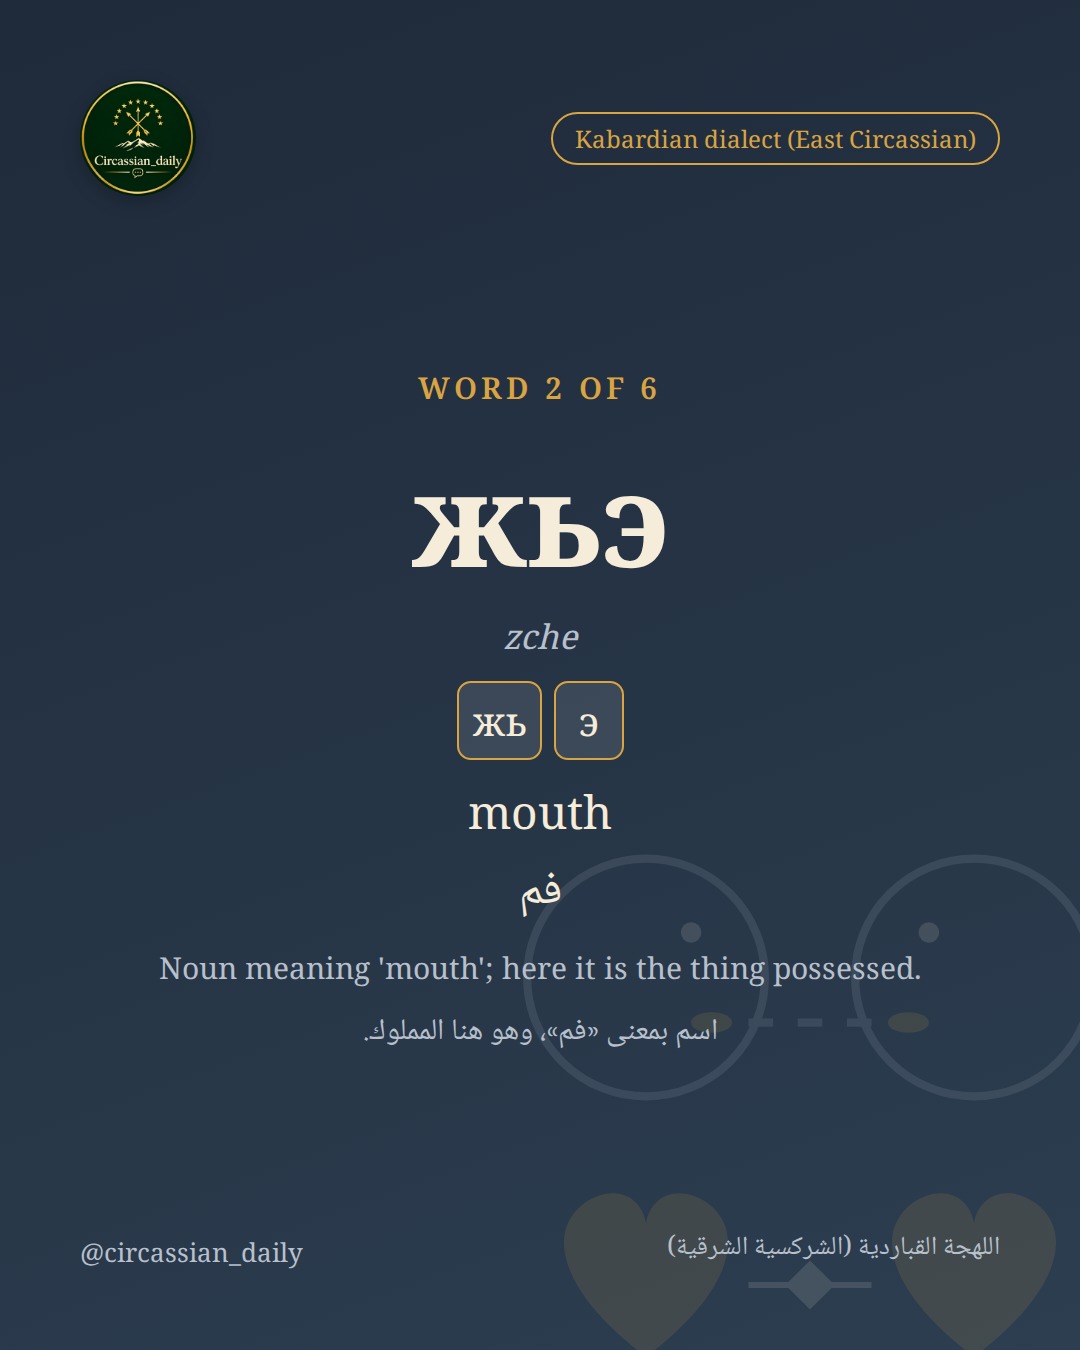 Circassian_daily
Kabardian dialect (East Circassian)
WORD 2 OF 6
жьэ
zche
жь э
mouth
فم
Noun meaning 'mouth'; here it is the thing possessed.
اسم بمعنى «فم»، وهو هنا المملوك.
@circassian_daily
اللهجة القباردية (الشركسية الشرقية)